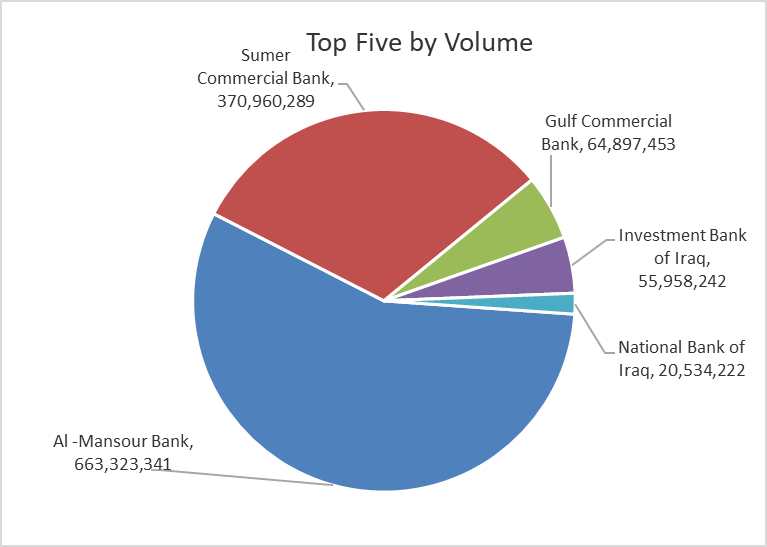 Top Five by Volume
Sumer
Commercial Bank,
370,960,289
Gulf Commercial
Bank, 64,897,453
Investment Bank
of Iraq,
55,958,242
National Bank of
Iraq, 20,534,222
Al -Mansour Bank,
663,323,341